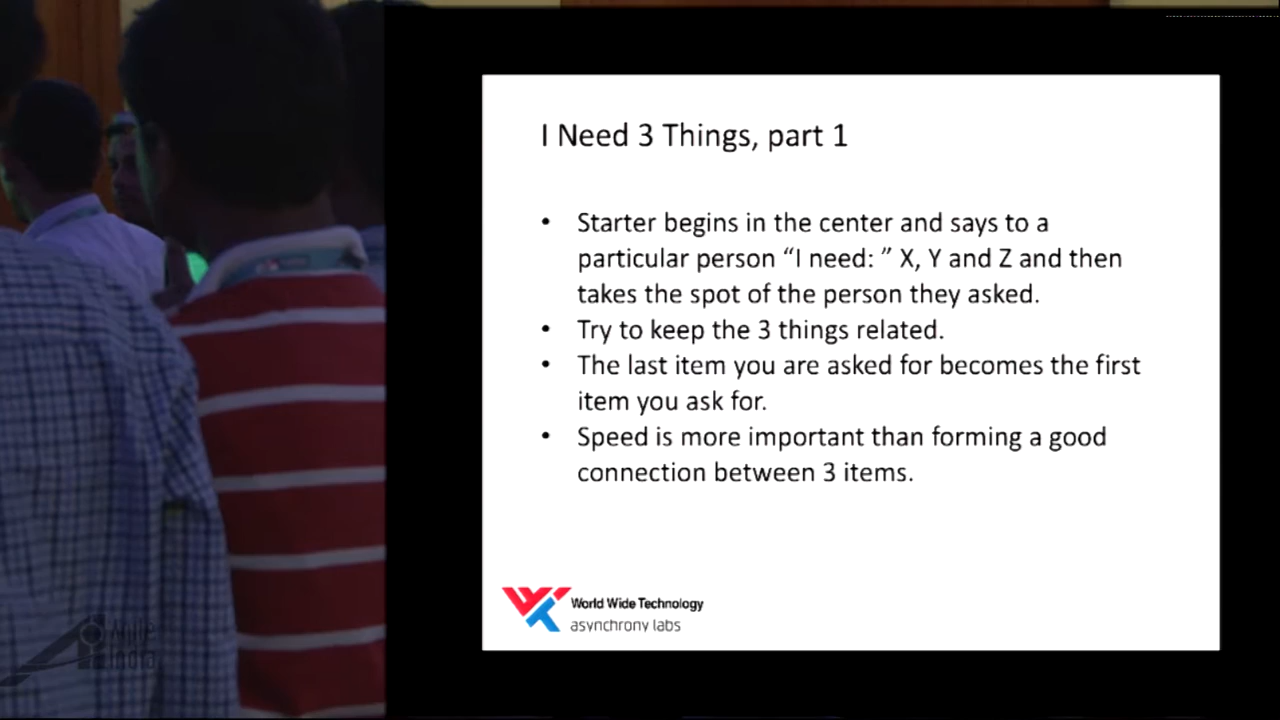 I Need 3 Things, part 1
• Starter begins in the center and says to a
particular person “I need: ” X, Y and Z and then
takes the spot of the person they asked.
• Try to keep the 3 things related.
• The last item you are asked for becomes the first
item you ask for.
• Speed is more important than forming a good
connection between 3 items.
World Wide Technology
asynchrony labs
India